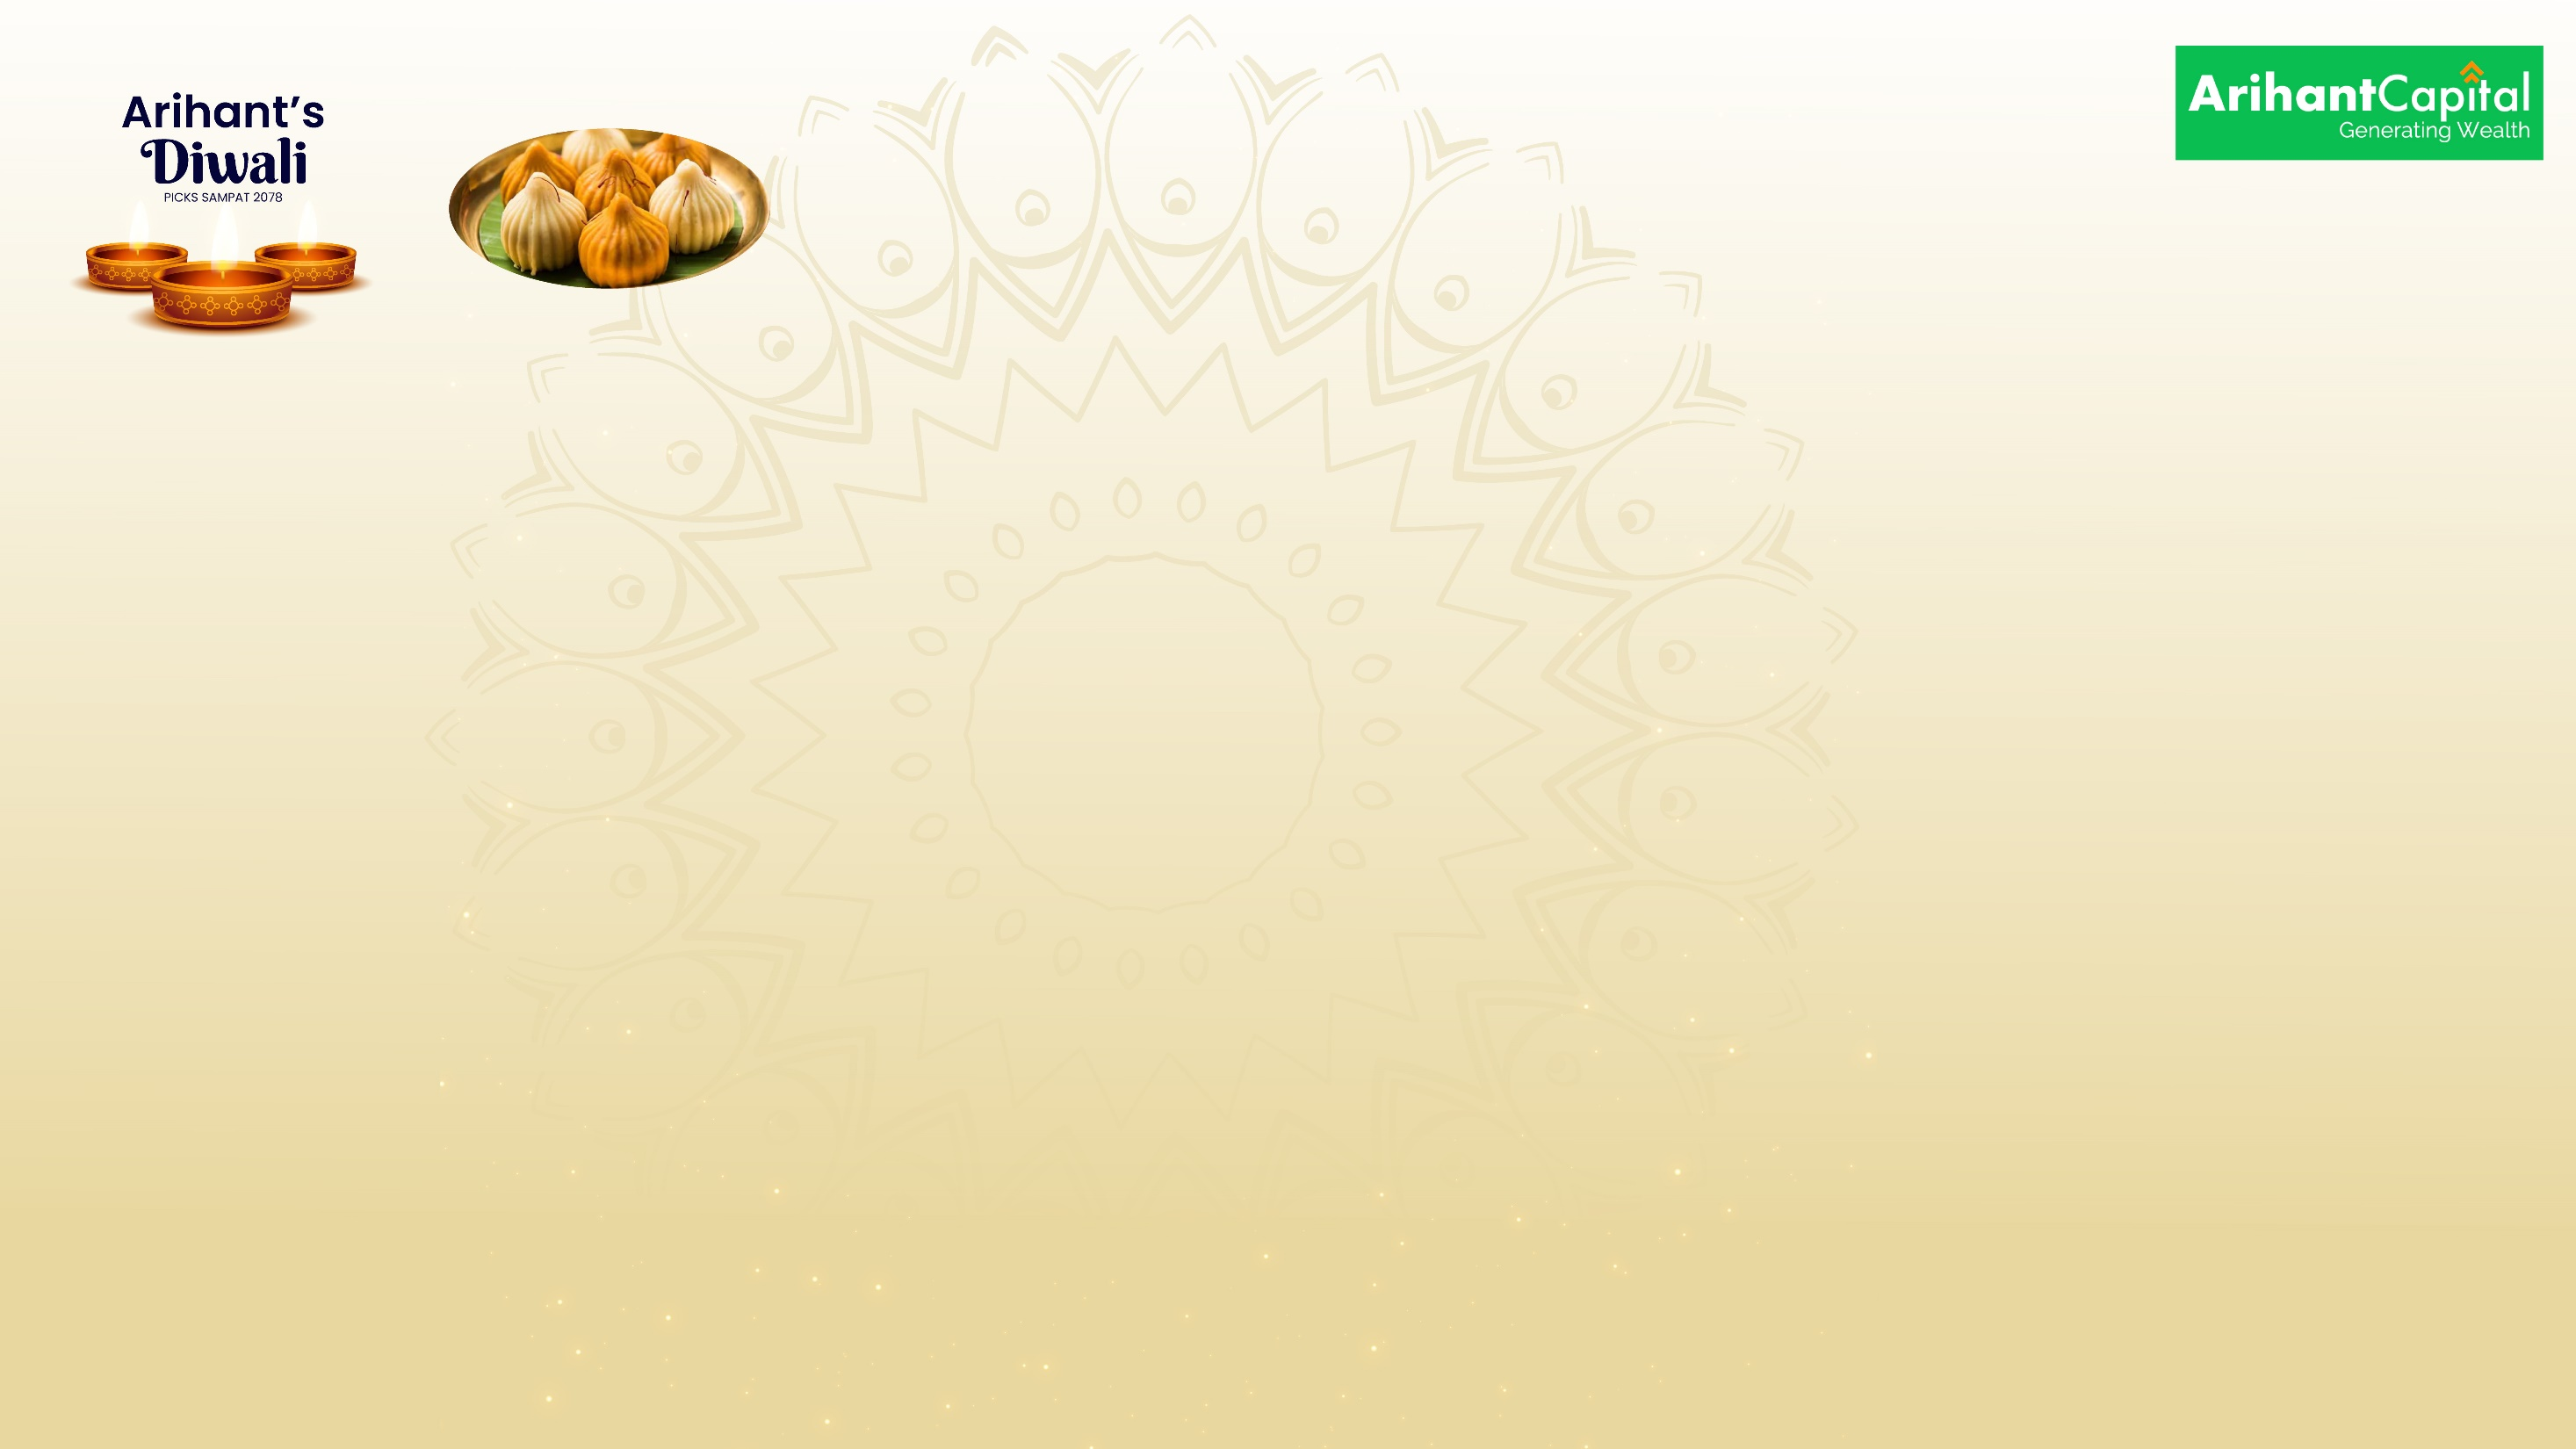 Arihant's
Diwali
PICKS SAMPAT 2078
ArihantCapital
Generating Wealth